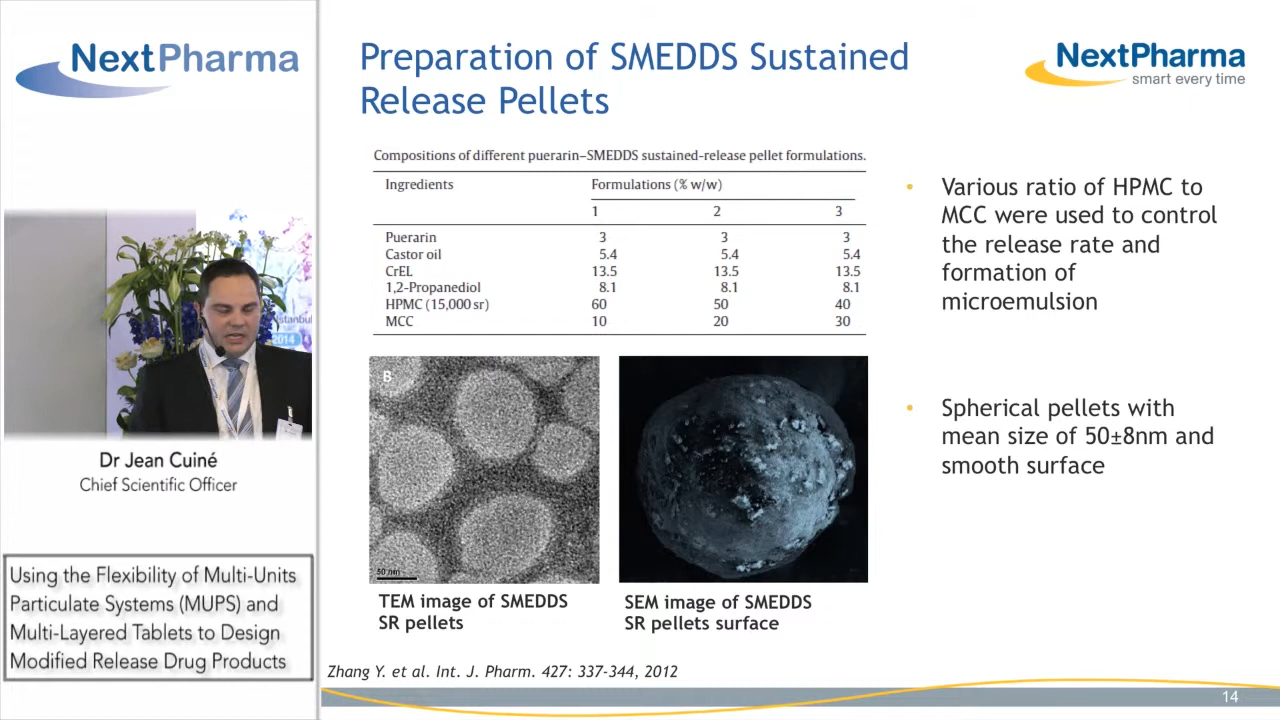 NextPharma
Preparation of SMEDDS Sustained
Release Pellets
NextPharma
smart every time
Compositions of different puerarin–SMEDDS sustained-release pellet formulations.
Ingredients Formulations (% w/w)
1 2 3
Puerarin 3 3 3
Castor oil 5.4 5.4 5.4
CrEL 13.5 13.5 13.5
1,2-Propanediol 8.1 8.1 8.1
HPMC (15,000 sr) 60 50 40
MCC 10 20 30
• Various ratio of HPMC to
MCC were used to control
the release rate and
formation of
microemulsion
• Spherical pellets with
mean size of 50±8nm and
smooth surface
B
50 nm
TEM image of SMEDDS
SR pellets
SEM image of SMEDDS
SR pellets surface
Istanbul
2014
Dr Jean Cuiné
Chief Scientific Officer
Using the Flexibility of Multi-Units
Particulate Systems (MUPS) and
Multi-Layered Tablets to Design
Modified Release Drug Products
Zhang Y. et al. Int. J. Pharm. 427: 337-344, 2012
14